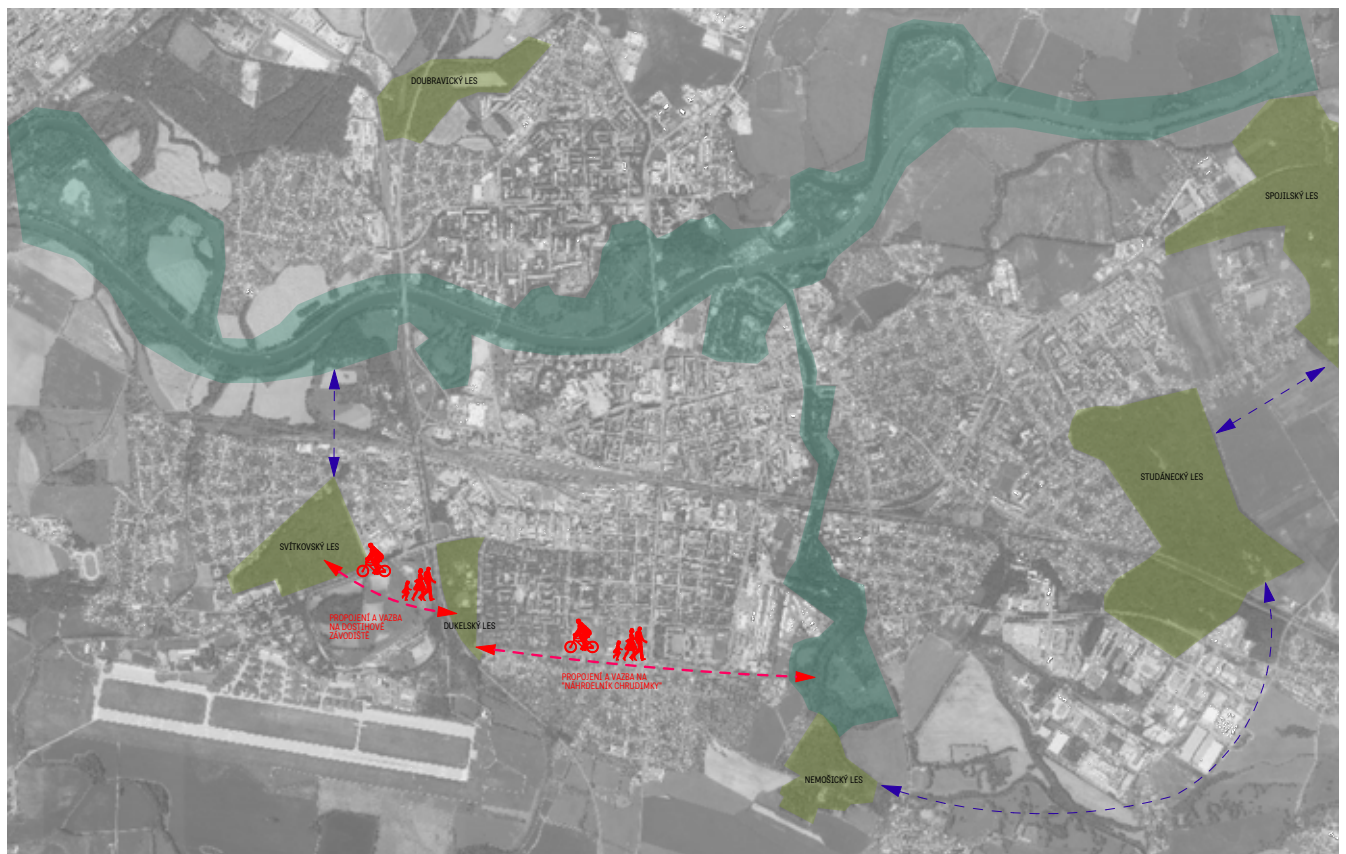 DOUBRAVICKÝ LES
SPOJILSKÝ LES
STUDÁNECKÝ LES
SVÍTKOVSKÝ LES
PROPOJENÍ A VAZBA
NA DOSTIHOVÉ
ZÁVODIŠTĚ
DUKELSKÝ LES
PROPOJENÍ A VAZBA NA
"NÁHRDELNÍK CHRUDIMKY"
NEMOŠICKÝ LES